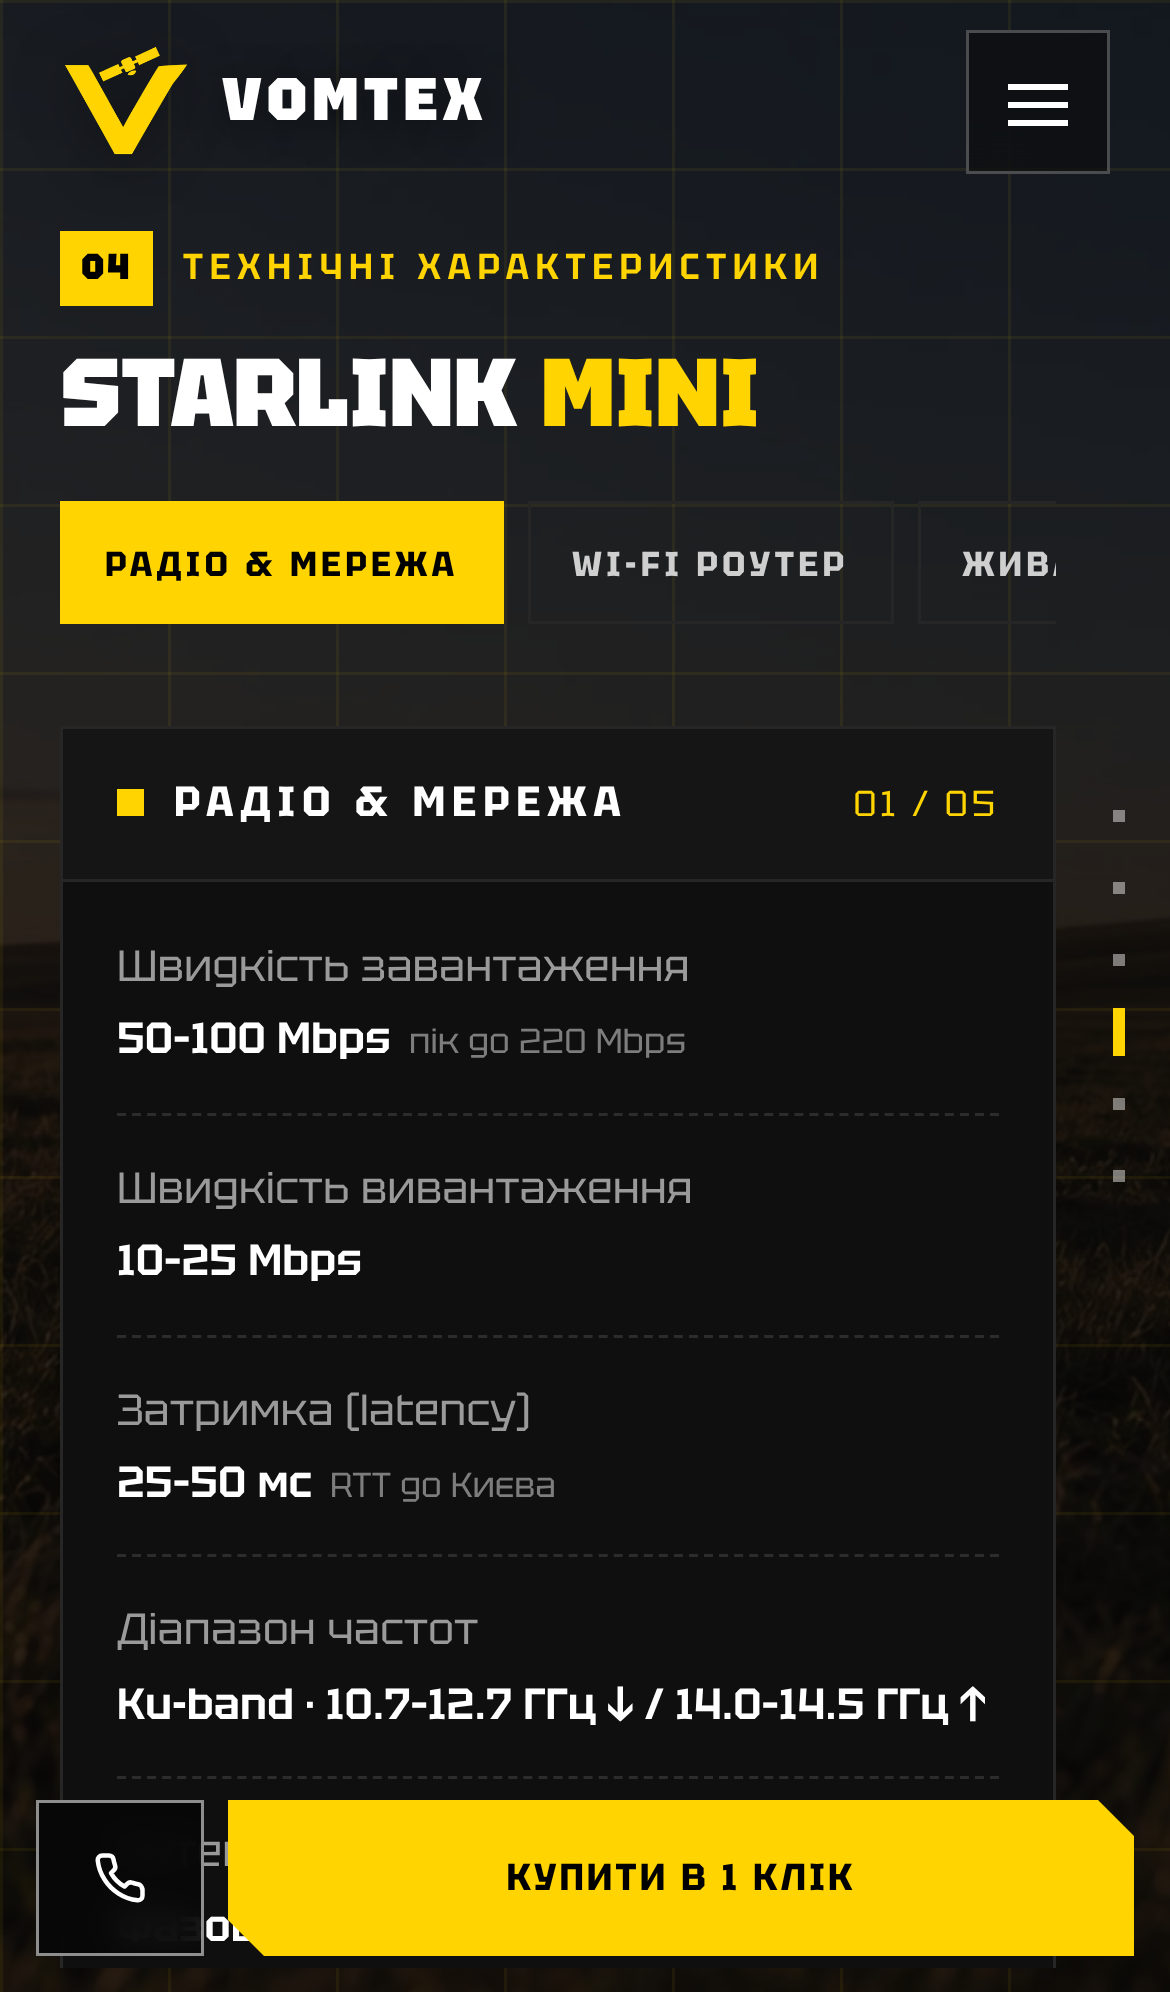 VOMTEX
04 ТЕХНІЧНІ ХАРАКТЕРИСТИКИ
STARLINK MINI
РАДІО & МЕРЕЖА
WI-FI РОУТЕР
ЖИВ
РАДІО & МЕРЕЖА 01 / 05
Швидкість завантаження
50-100 Mbps пік до 220 Mbps
Швидкість вивантаження
10-25 Mbps
Затримка (latency)
25-50 мс RTT до Києва
Діапазон частот
Ku-band · 10.7-12.7 ГГц ↓ / 14.0-14.5 ГГц ↑
КУПИТИ В 1 КЛІК